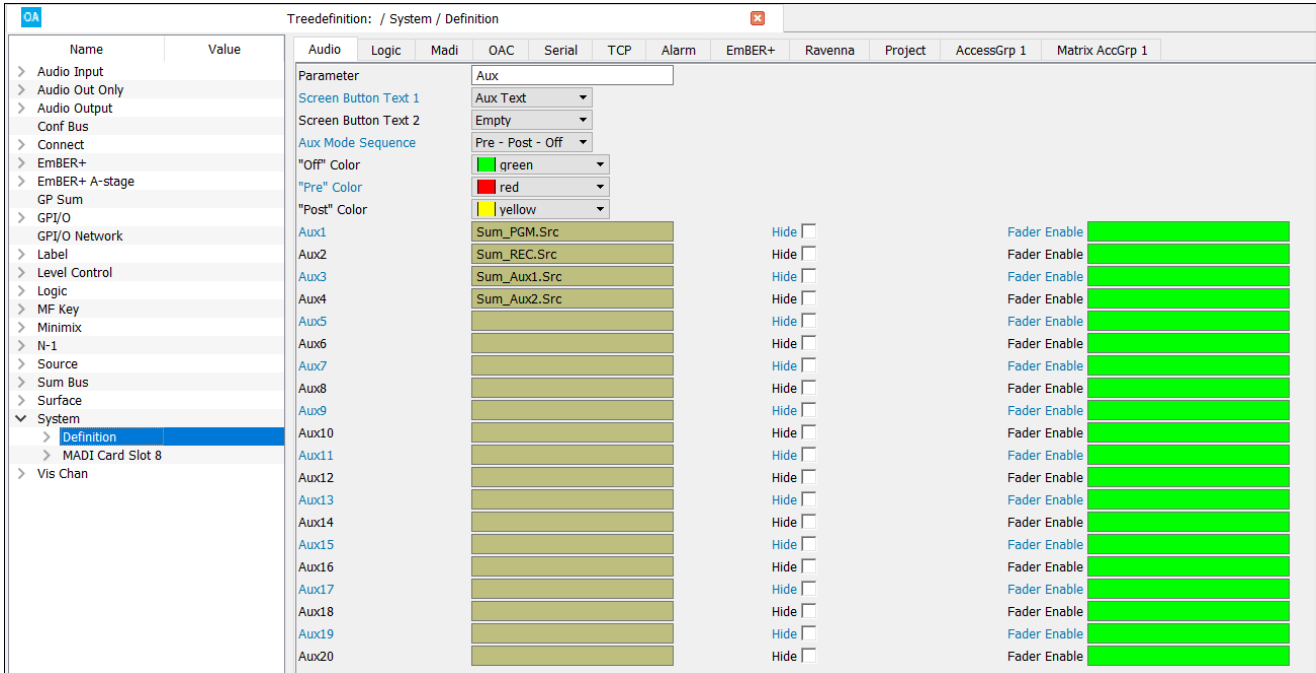 OA
Treedefinition: / System / Definition
Name Value
Audio Input
Audio Out Only
Audio Output
Conf Bus
Connect
EmBER+
EmBER+ A-stage
GP Sum
GPI/O
GPI/O Network
Label
Level Control
Logic
MF Key
Minimix
N-1
Source
Sum Bus
Surface
System
Definition
MADI Card Slot 8
Vis Chan
Audio Logic Madi OAC Serial TCP Alarm EmBER+ Ravenna Project AccessGrp 1 Matrix AccGrp 1
Parameter Aux
Screen Button Text 1 Aux Text
Screen Button Text 2 Empty
Aux Mode Sequence Pre - Post - Off
"Off" Color green
"Pre" Color red
"Post" Color yellow
Aux1 Sum_PGM.Src Hide Fader Enable
Aux2 Sum_REC.Src Hide Fader Enable
Aux3 Sum_Aux1.Src Hide Fader Enable
Aux4 Sum_Aux2.Src Hide Fader Enable
Aux5 Hide Fader Enable
Aux6 Hide Fader Enable
Aux7 Hide Fader Enable
Aux8 Hide Fader Enable
Aux9 Hide Fader Enable
Aux10 Hide Fader Enable
Aux11 Hide Fader Enable
Aux12 Hide Fader Enable
Aux13 Hide Fader Enable
Aux14 Hide Fader Enable
Aux15 Hide Fader Enable
Aux16 Hide Fader Enable
Aux17 Hide Fader Enable
Aux18 Hide Fader Enable
Aux19 Hide Fader Enable
Aux20 Hide Fader Enable